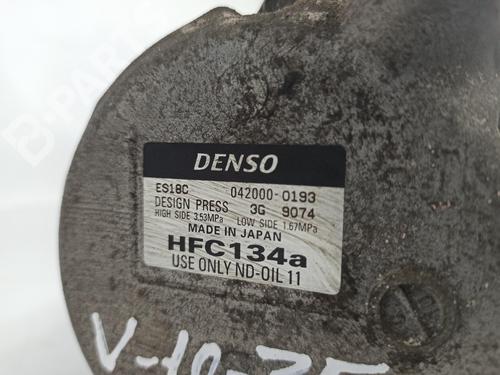 DENSO
ES18C 042000-0193
DESIGN PRESS 3G 9074
HIGH SIDE 3.53MPa LOW SIDE 1.67MPa
MADE IN JAPAN
HFC134a
USE ONLY ND-OIL 11